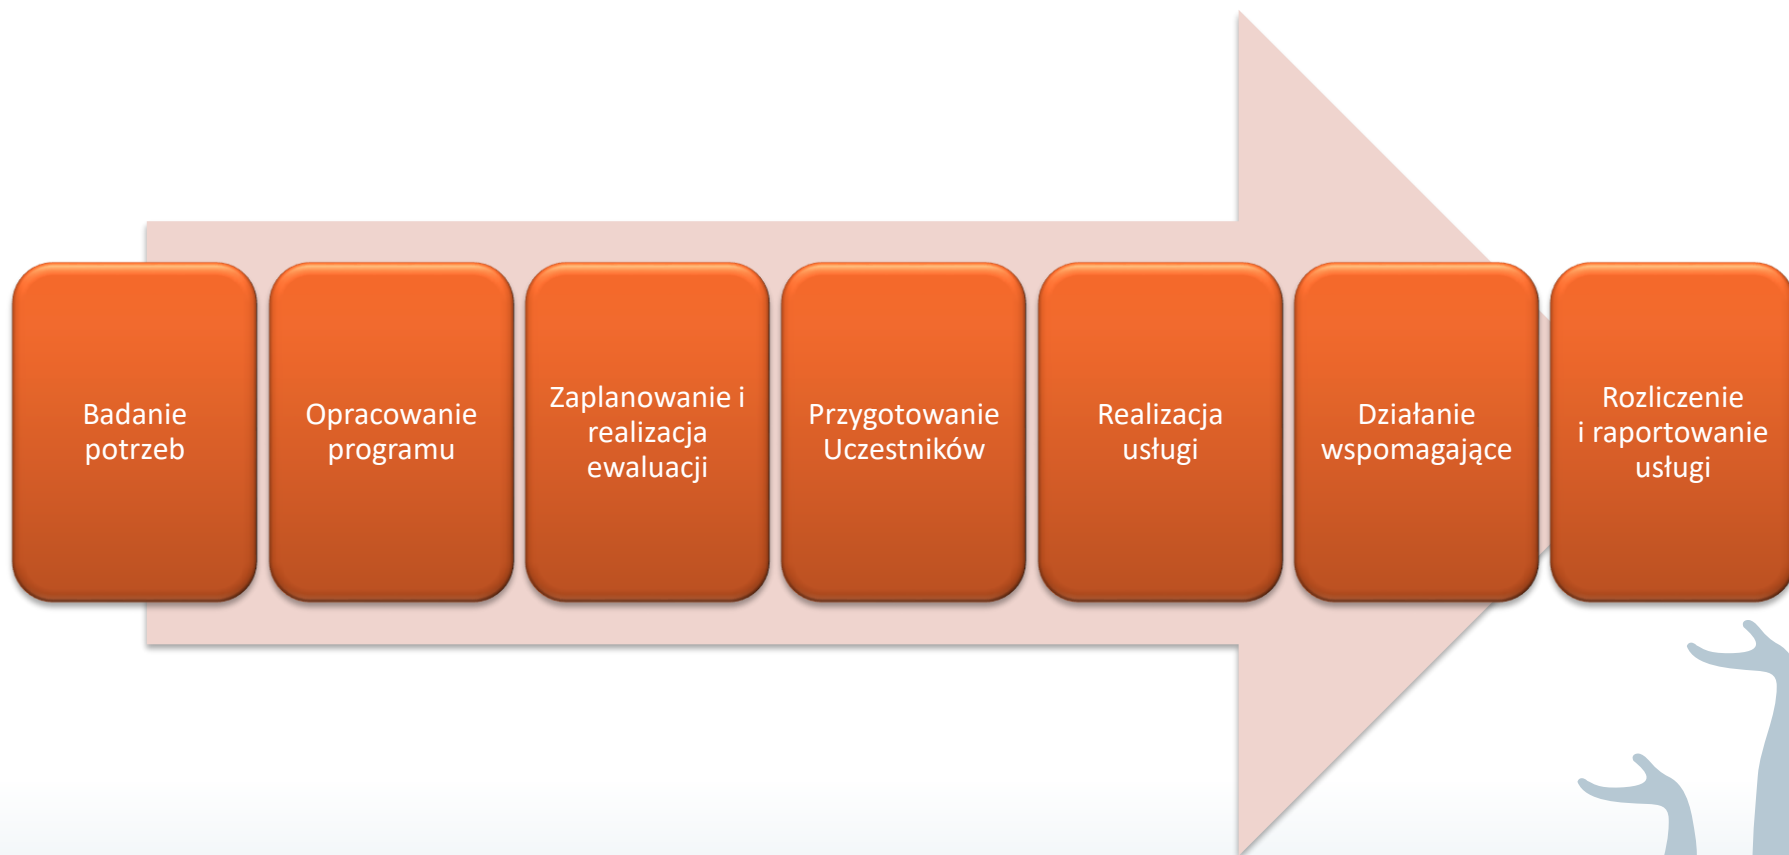 Badanie
potrzeb
Opracowanie
programu
Zaplanowanie i
realizacja
ewaluacji
Przygotowanie
Uczestników
Realizacja
usługi
Działanie
wspomagające
Rozliczenie
i raportowanie
usługi